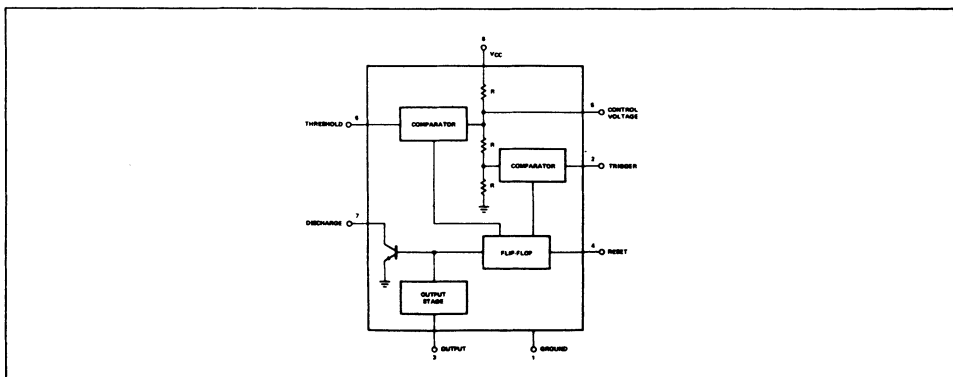 8
VCC
R
5
CONTROL
VOLTAGE
6
THRESHOLD
COMPARATOR
R
2
COMPARATOR
TRIGGER
R
7
DISCHARGE
4
FLIP-FLOP
RESET
OUTPUT
STAGE
3
OUTPUT
1
GROUND